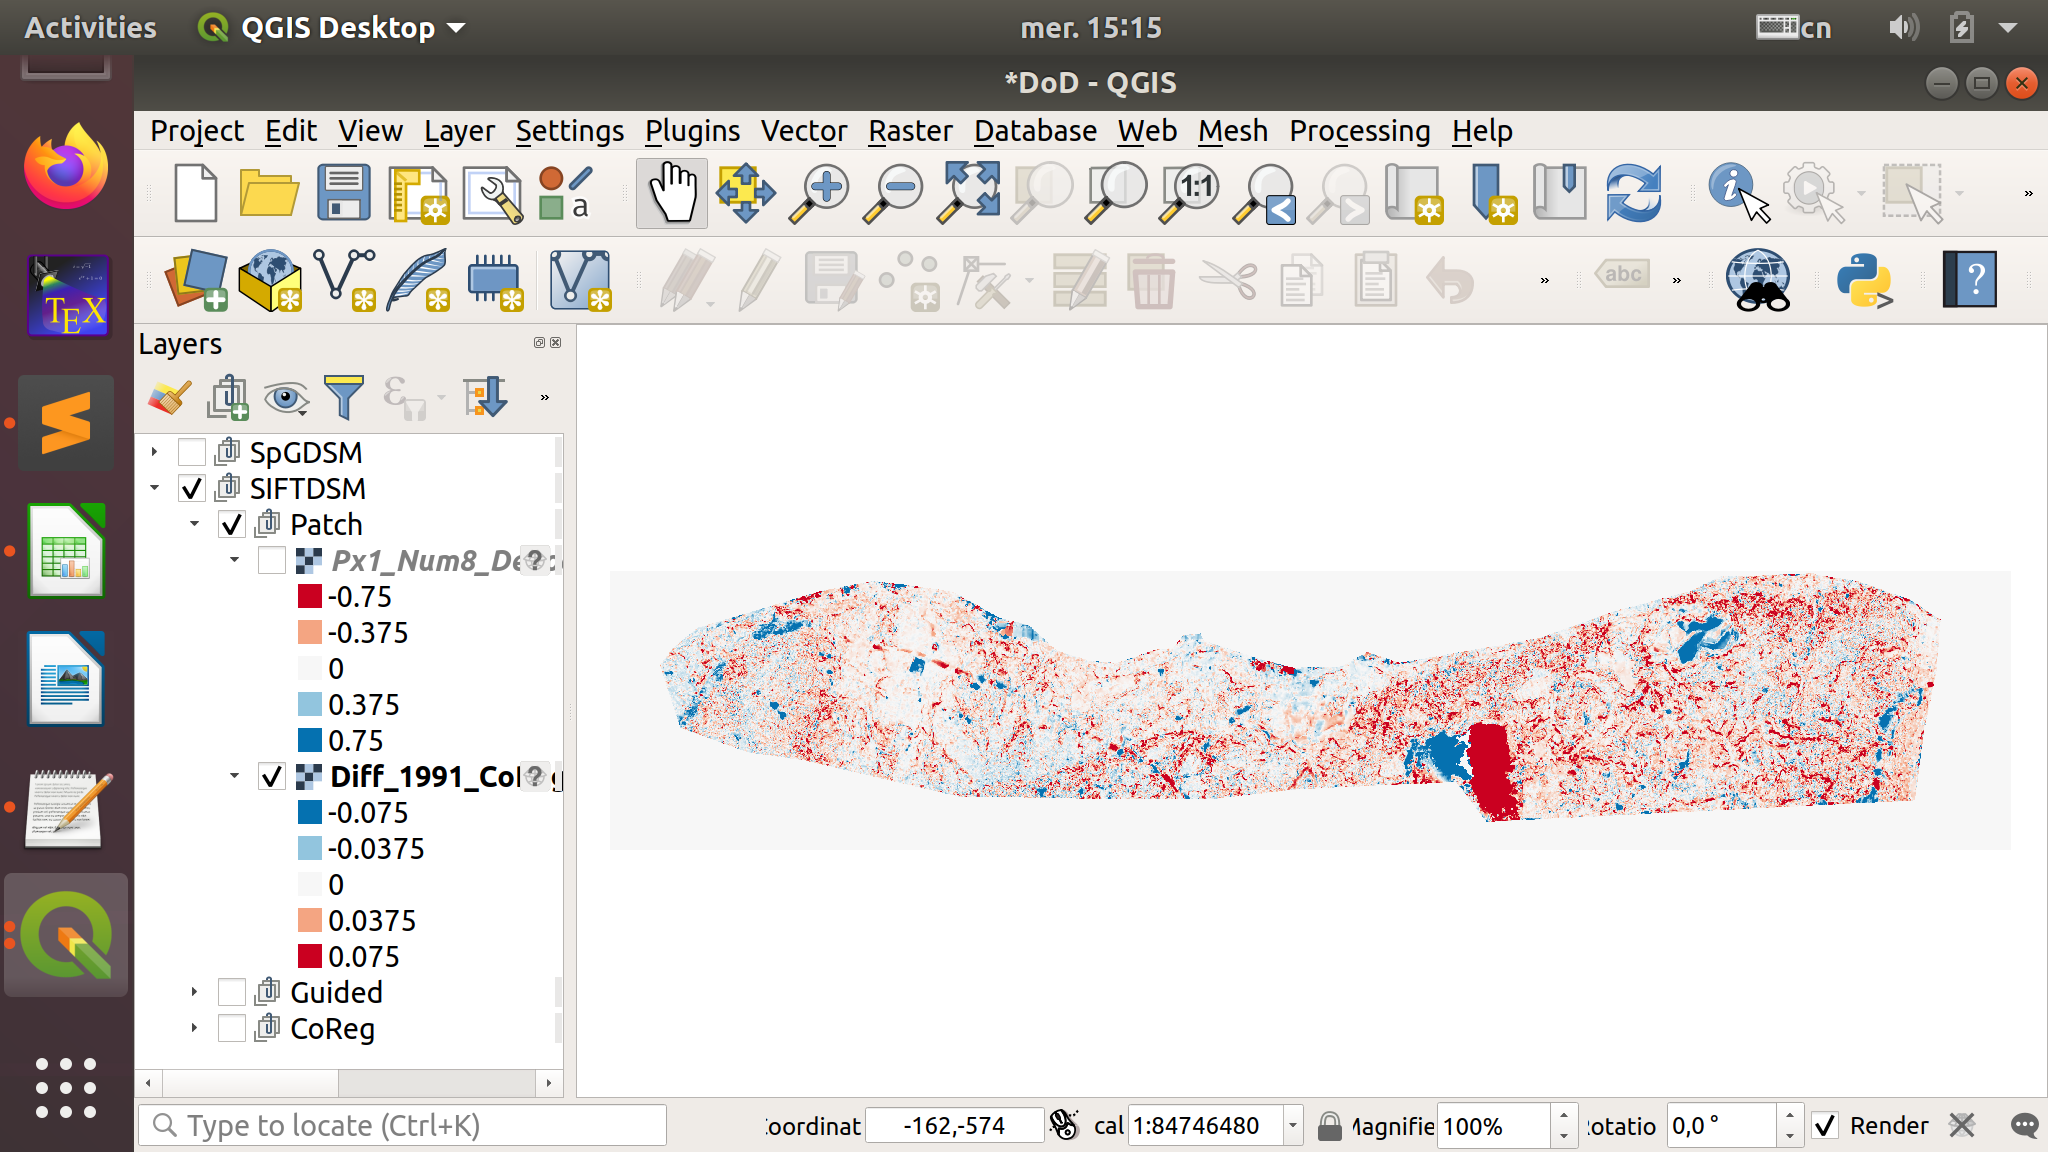 Activities QGIS Desktop mer. 15:15 cn
*DoD - QGIS
Project Edit View Layer Settings Plugins Vector Raster Database Web Mesh Processing Help
a 1:1
abc ?
TEX
Layers
SpGDSM
SIFTDSM
Patch
Px1_Num8_De
-0.75
-0.375
0
0.375
0.75
Diff_1991_Co
-0.075
-0.0375
0
0.0375
0.075
Guided
CoReg
Type to locate (Ctrl+K) oordinat -162,-574 cal 1:84746480 Magnifie 100% otatio 0,0 ° Render